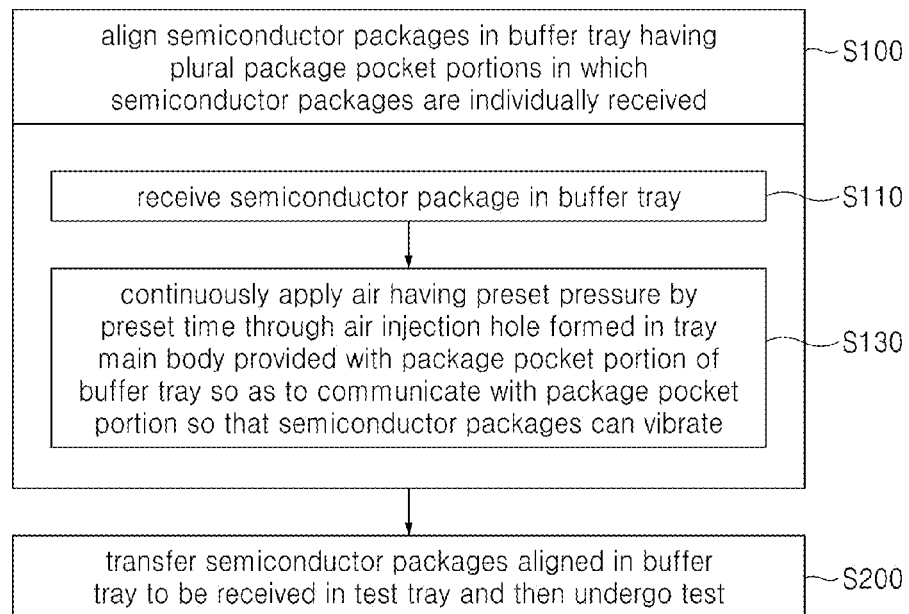 align semiconductor packages in buffer tray having
plural package pocket portions in which
semiconductor packages are individually received
S100
receive semiconductor package in buffer tray
S110
continuously apply air having preset pressure by
preset time through air injection hole formed in tray
main body provided with package pocket portion of
buffer tray so as to communicate with package pocket
portion so that semiconductor packages can vibrate
S130
transfer semiconductor packages aligned in buffer
tray to be received in test tray and then undergo test
S200